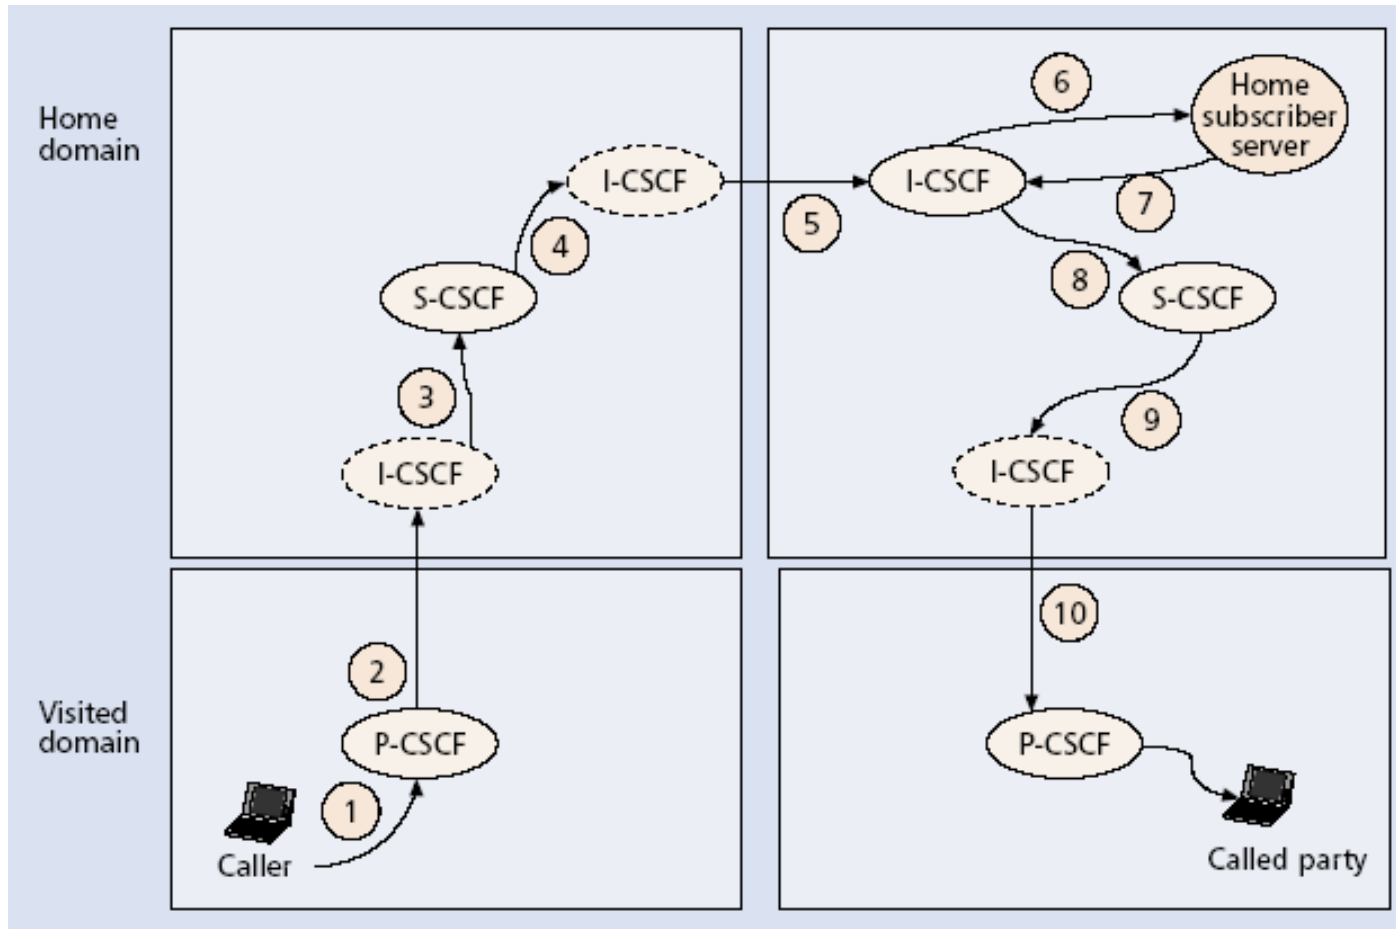 Home
domain
6
Home
subscriber
server
I-CSCF
I-CSCF
7
5
4
8
S-CSCF
S-CSCF
3
9
I-CSCF
I-CSCF
10
2
Visited
domain
P-CSCF
P-CSCF
1
Caller
Called party